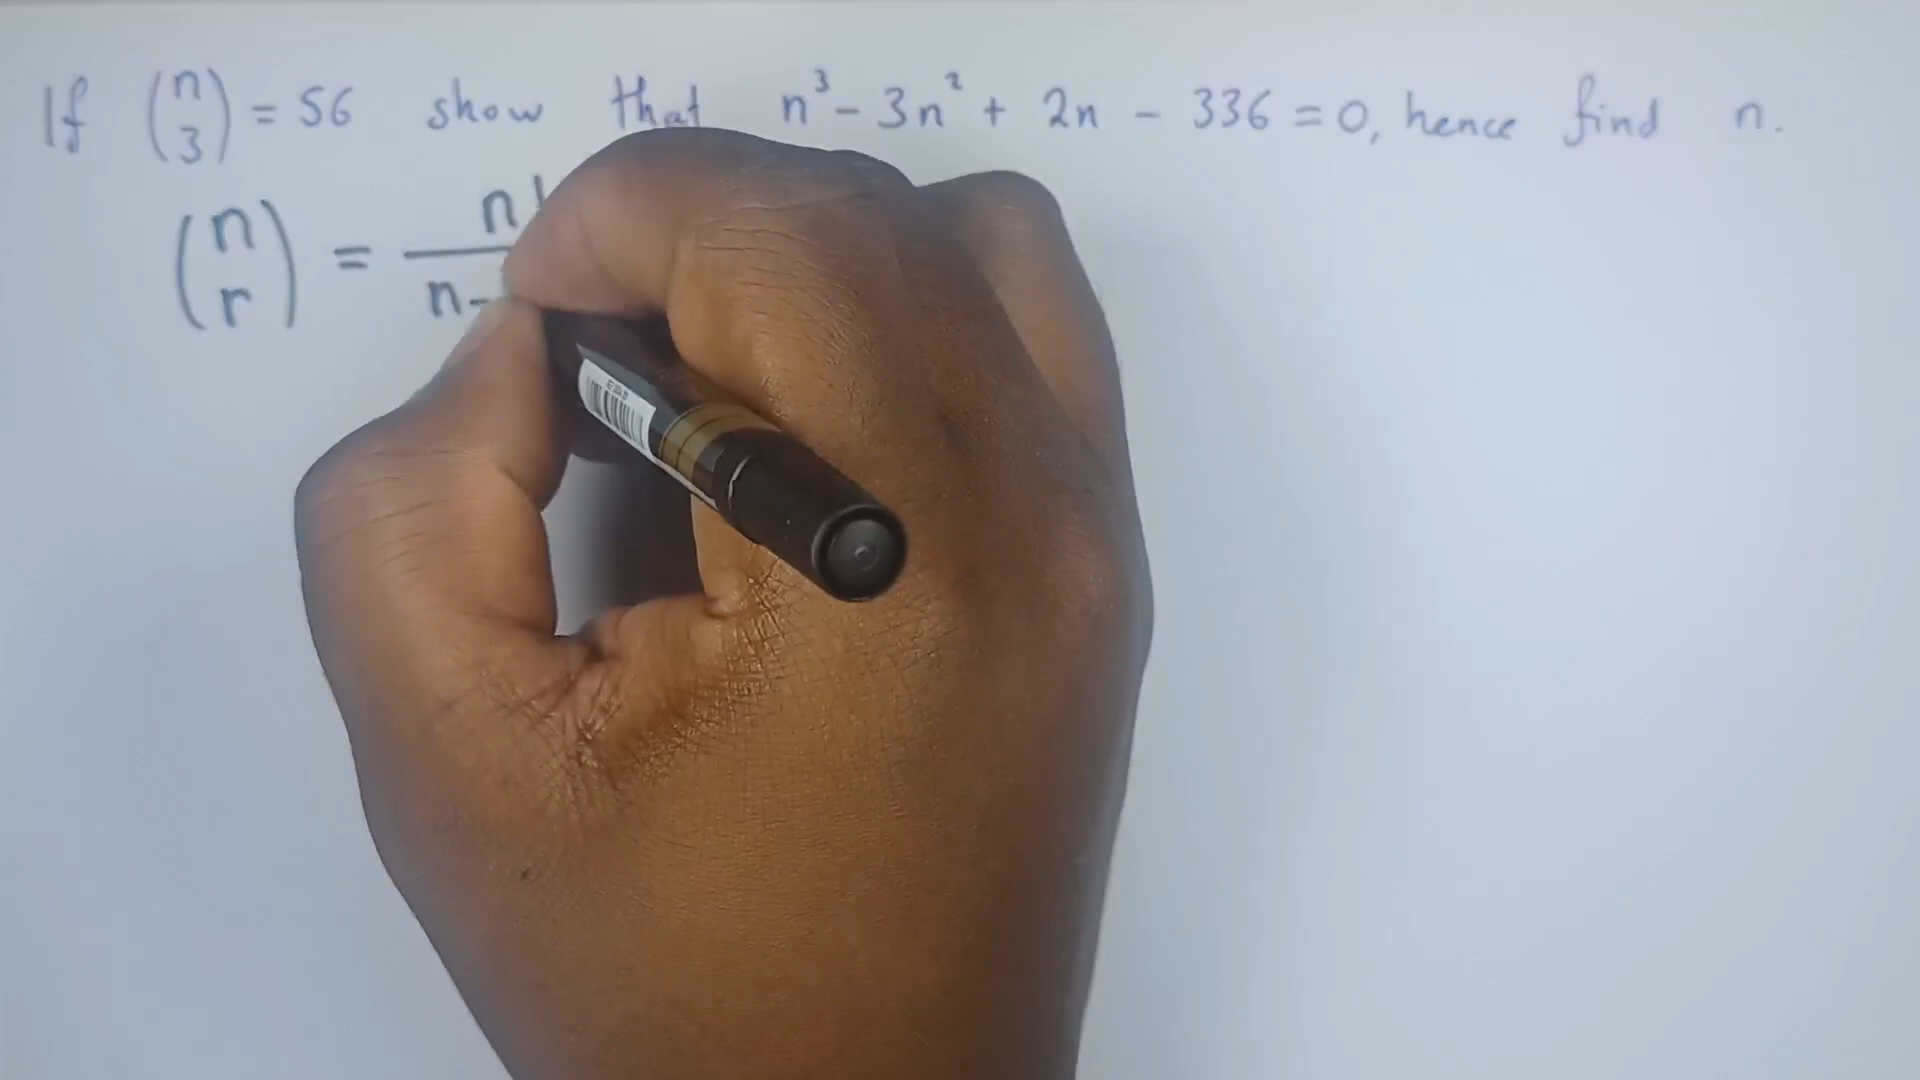 If (n 3) = 56 show that n³ - 3n² + 2n - 336 = 0, hence find n.
(n r) = n!
n-